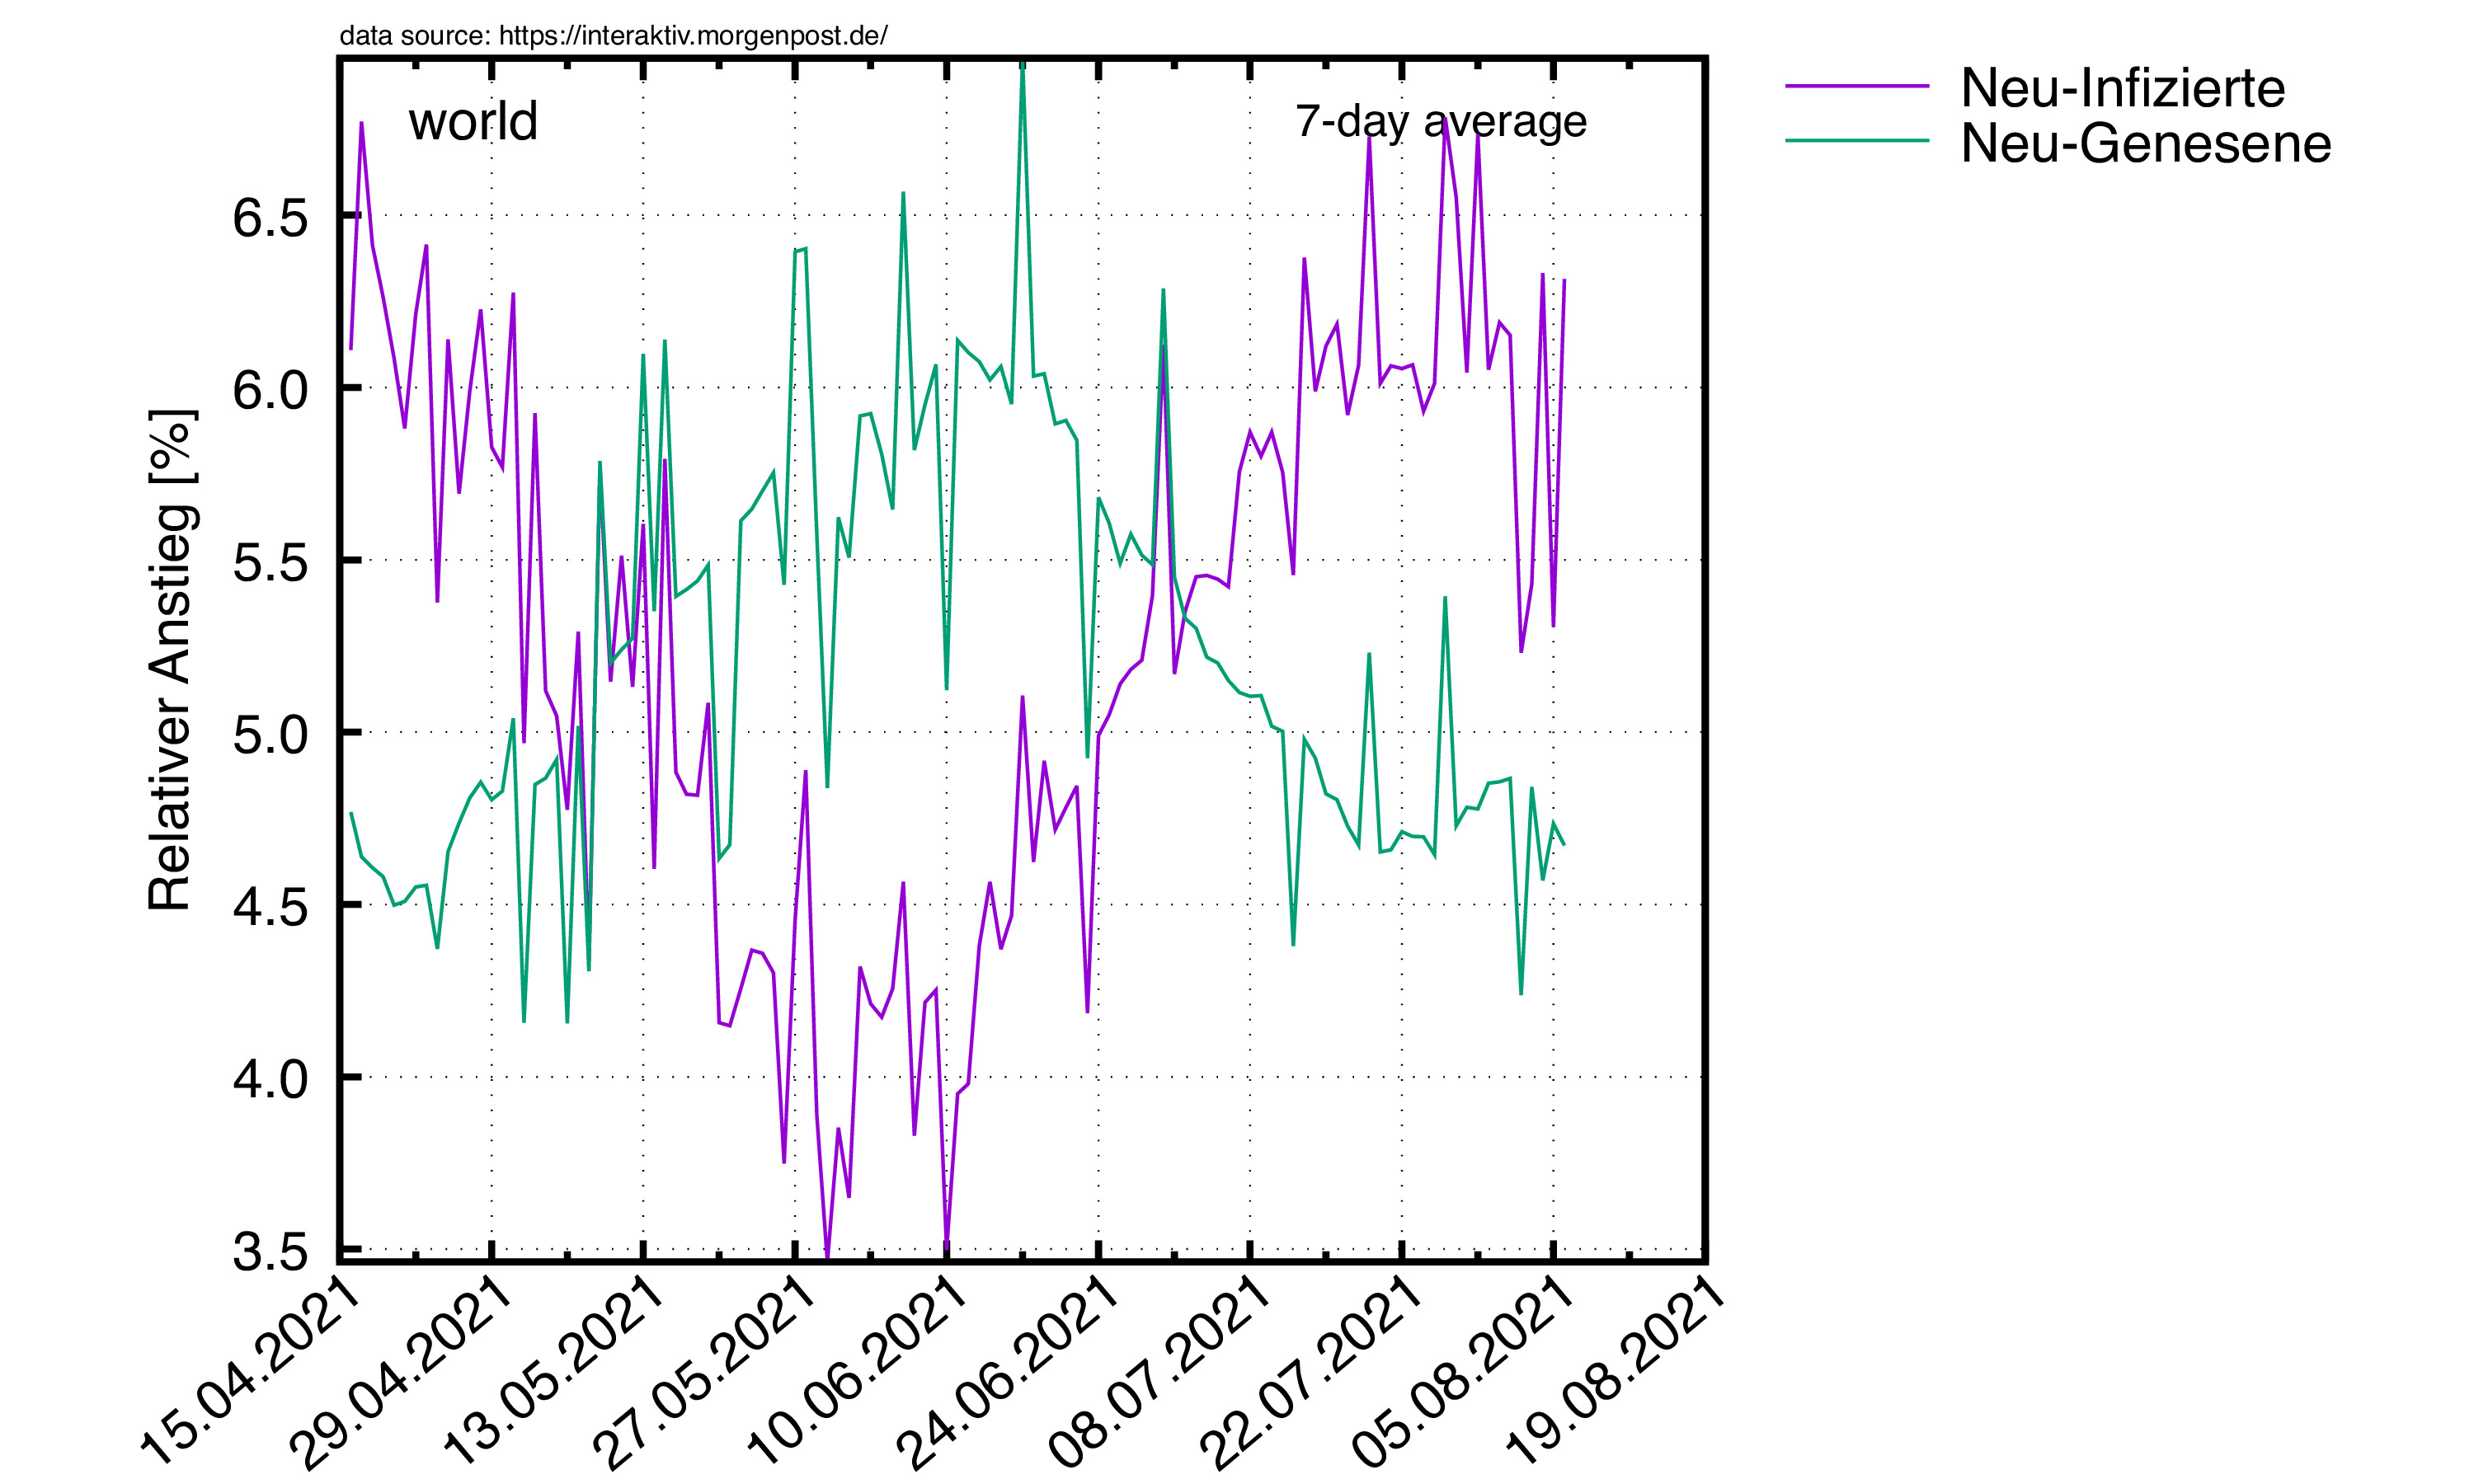 data source: https://interaktiv.morgenpost.de/
world
7-day average
Neu-Infizierte
Neu-Genesene
Relativer Anstieg [%]
6.5
6.0
5.5
5.0
4.5
4.0
3.5
15.04.2021
29.04.2021
13.05.2021
27.05.2021
10.06.2021
24.06.2021
08.07.2021
22.07.2021
05.08.2021
19.08.2021